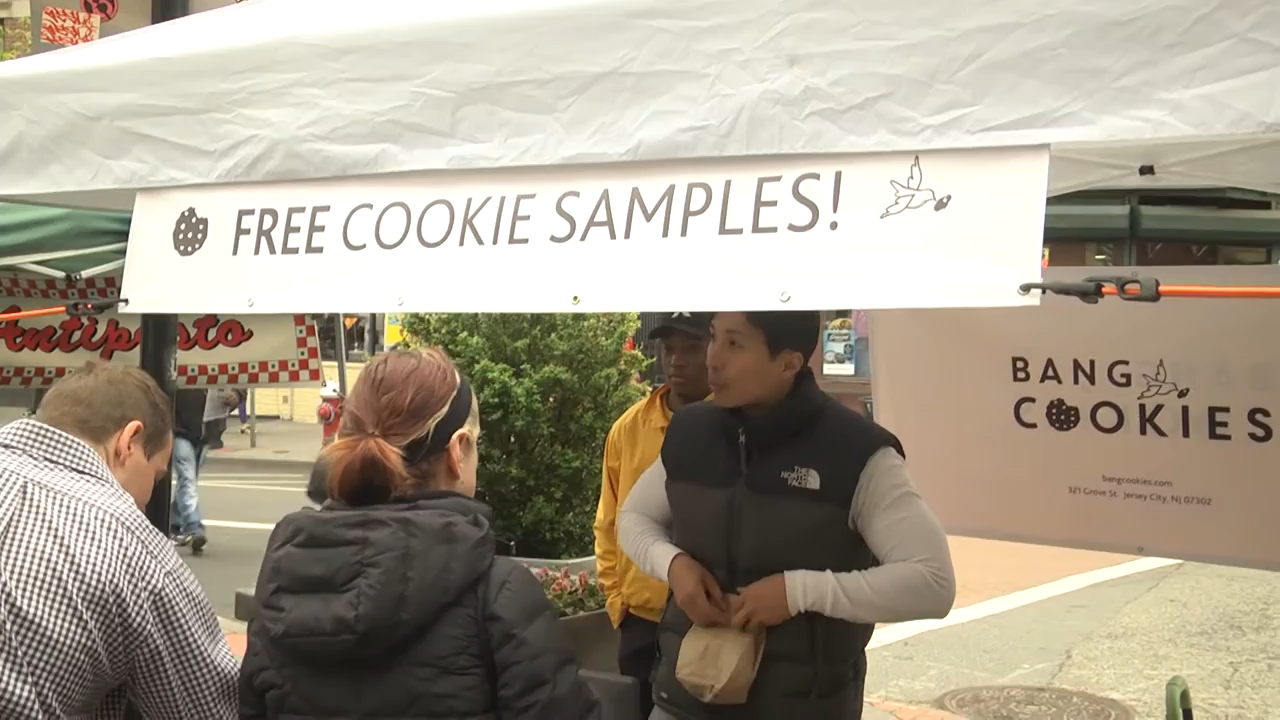 FREE COOKIE SAMPLES!
Antipasto
THE
NORTH
FACE
BANG
COOKIES
bangcookies.com
321 Grove St. Jersey City, NJ 07302